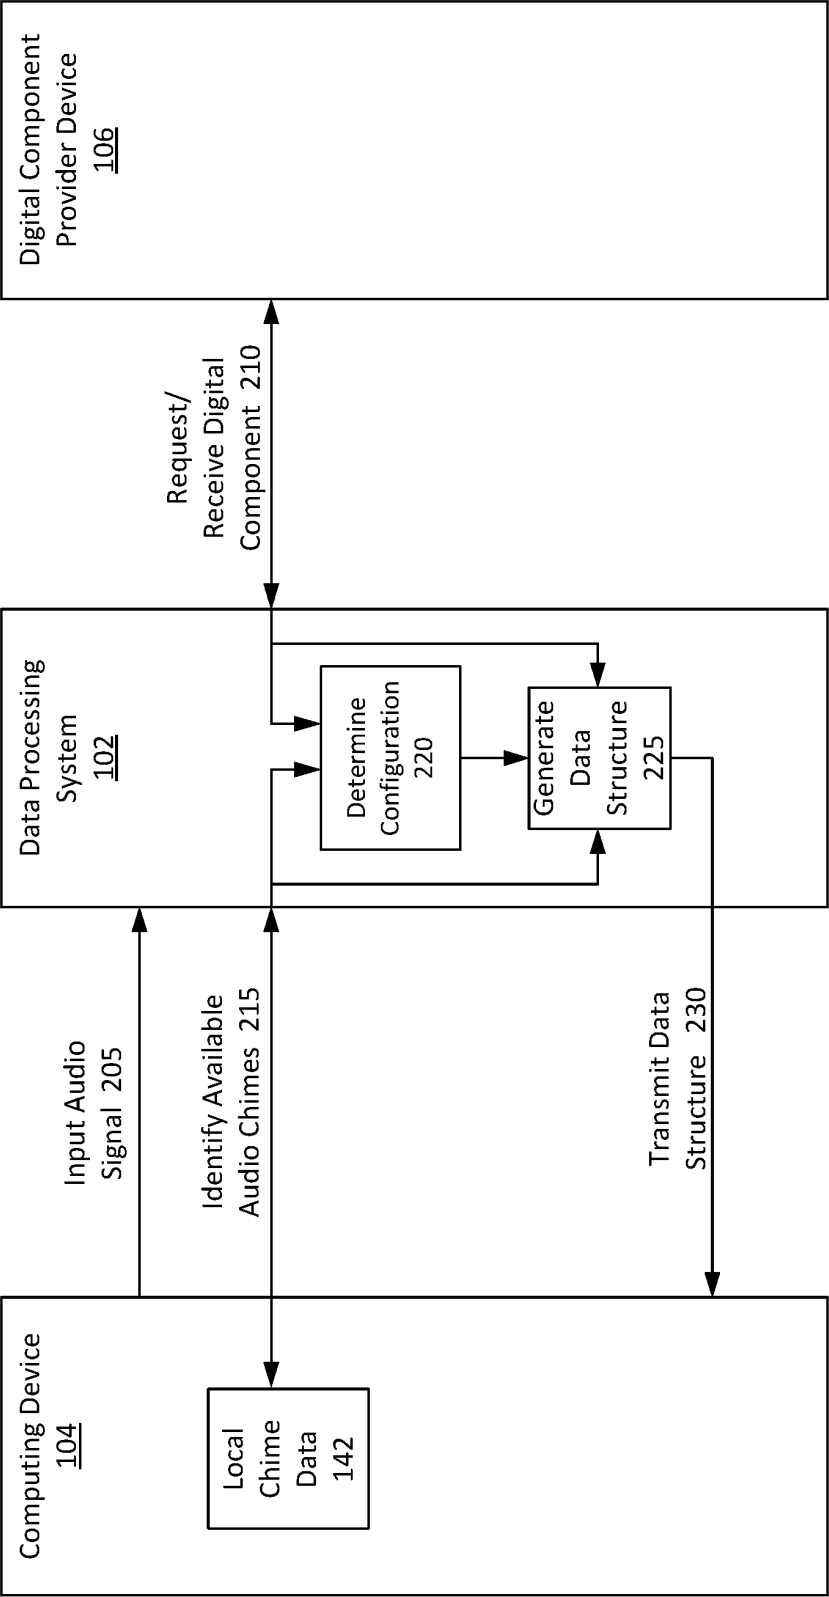 Computing Device
104
Local
Chime
Data
142
Input Audio
Signal 205
Identify Available
Audio Chimes 215
Transmit Data
Structure 230
Data Processing
System
102
Determine
Configuration
220
Generate
Data
Structure
225
Request/
Receive Digital
Component 210
Digital Component
Provider Device
106